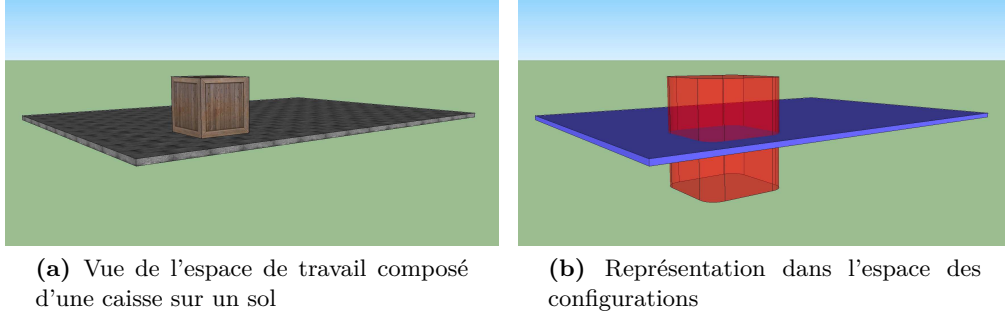 (a) Vue de l'espace de travail composé
d'une caisse sur un sol
(b) Représentation dans l'espace des
configurations